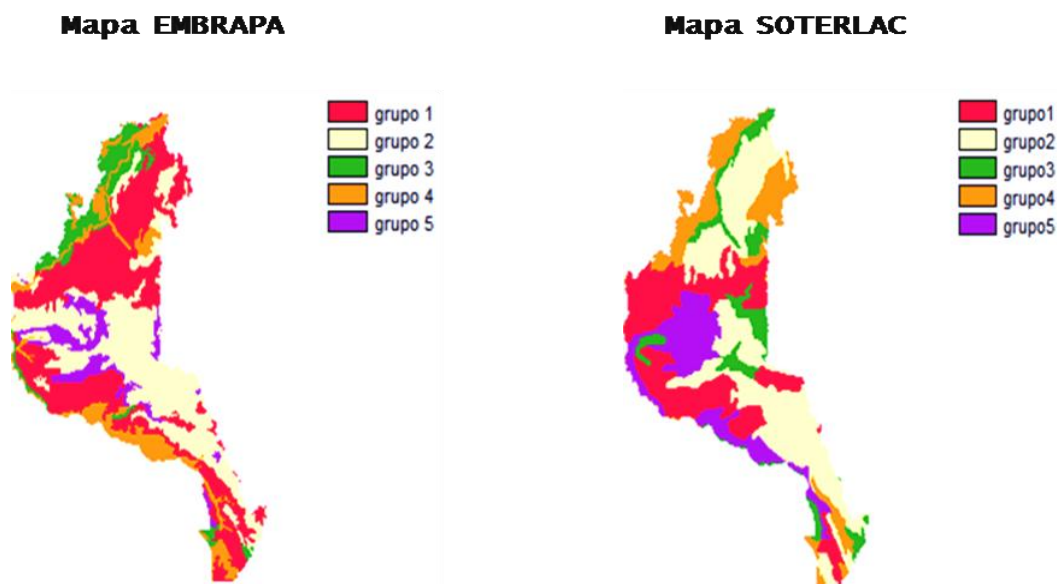 Mapa EMBRAPA
grupo 1
grupo 2
grupo 3
grupo 4
grupo 5
Mapa SOTERLAC
grupo1
grupo2
grupo3
grupo4
grupo5